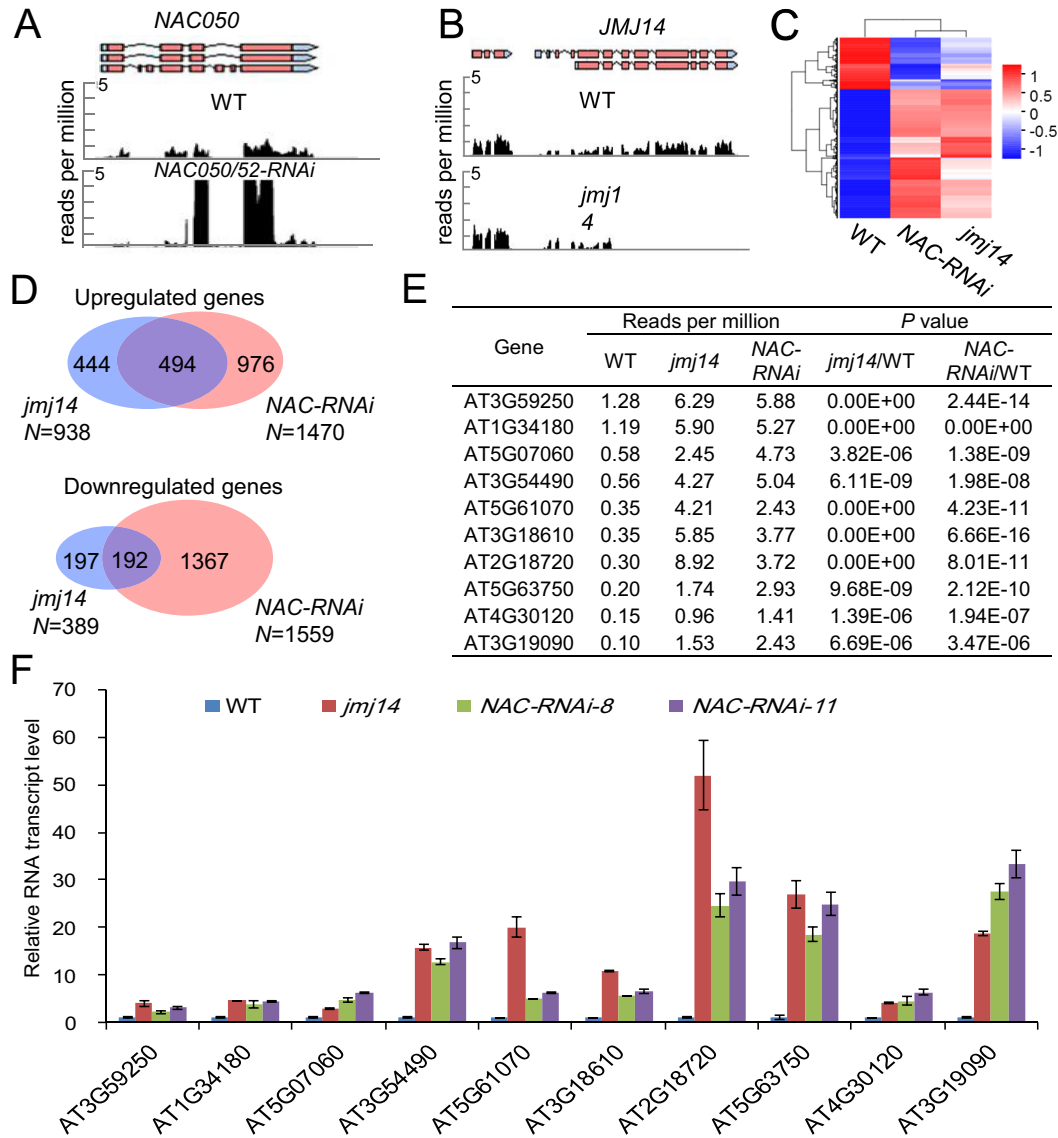 A
NAC050
5
WT
reads per million
5
NAC050/52-RNAi
reads per million
B
JMJ14
5
WT
reads per million
5
jmj1
4
C
1
0.5
0
-0.5
-1
WT
NAC-RNAi
jmj14
D
Upregulated genes
444 494 976
jmj14
N=938
NAC-RNAi
N=1470
Downregulated genes
197 192 1367
jmj14
N=389
NAC-RNAi
N=1559
E
Gene Reads per million P value
WT jmj14 NAC-RNAi jmj14/WT NAC-RNAi/WT
AT3G59250 1.28 6.29 5.88 0.00E+00 2.44E-14
AT1G34180 1.19 5.90 5.27 0.00E+00 0.00E+00
AT5G07060 0.58 2.45 4.73 3.82E-06 1.38E-09
AT3G54490 0.56 4.27 5.04 6.11E-09 1.98E-08
AT5G61070 0.35 4.21 2.43 0.00E+00 4.23E-11
AT3G18610 0.35 5.85 3.77 0.00E+00 6.66E-16
AT2G18720 0.30 8.92 3.72 0.00E+00 8.01E-11
AT5G63750 0.20 1.74 2.93 9.68E-09 2.12E-10
AT4G30120 0.15 0.96 1.41 1.39E-06 1.94E-07
AT3G19090 0.10 1.53 2.43 6.69E-06 3.47E-06
F
WT jmj14 NAC-RNAi-8 NAC-RNAi-11
Relative RNA transcript level
70
60
50
40
30
20
10
0
AT3G59250
AT1G34180
AT5G07060
AT3G54490
AT5G61070
AT3G18610
AT2G18720
AT5G63750
AT4G30120
AT3G19090